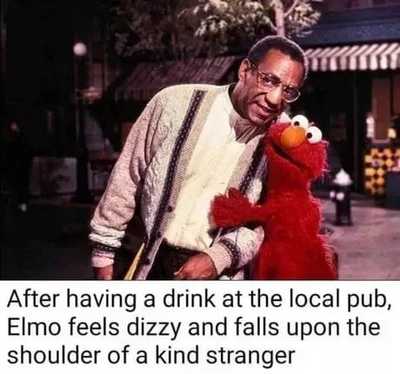 After having a drink at the local pub,
Elmo feels dizzy and falls upon the
shoulder of a kind stranger